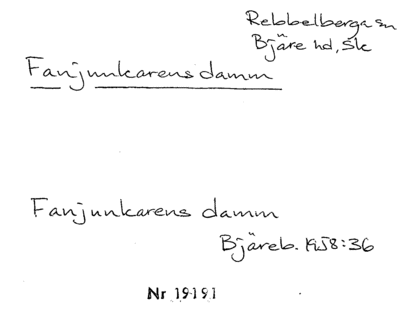 Rebbelberga sn
Bjäre hd, Sk
Fanjunkarens damm
Fanjunkarens damm
Bjäreb. 1958:36
Nr 19191